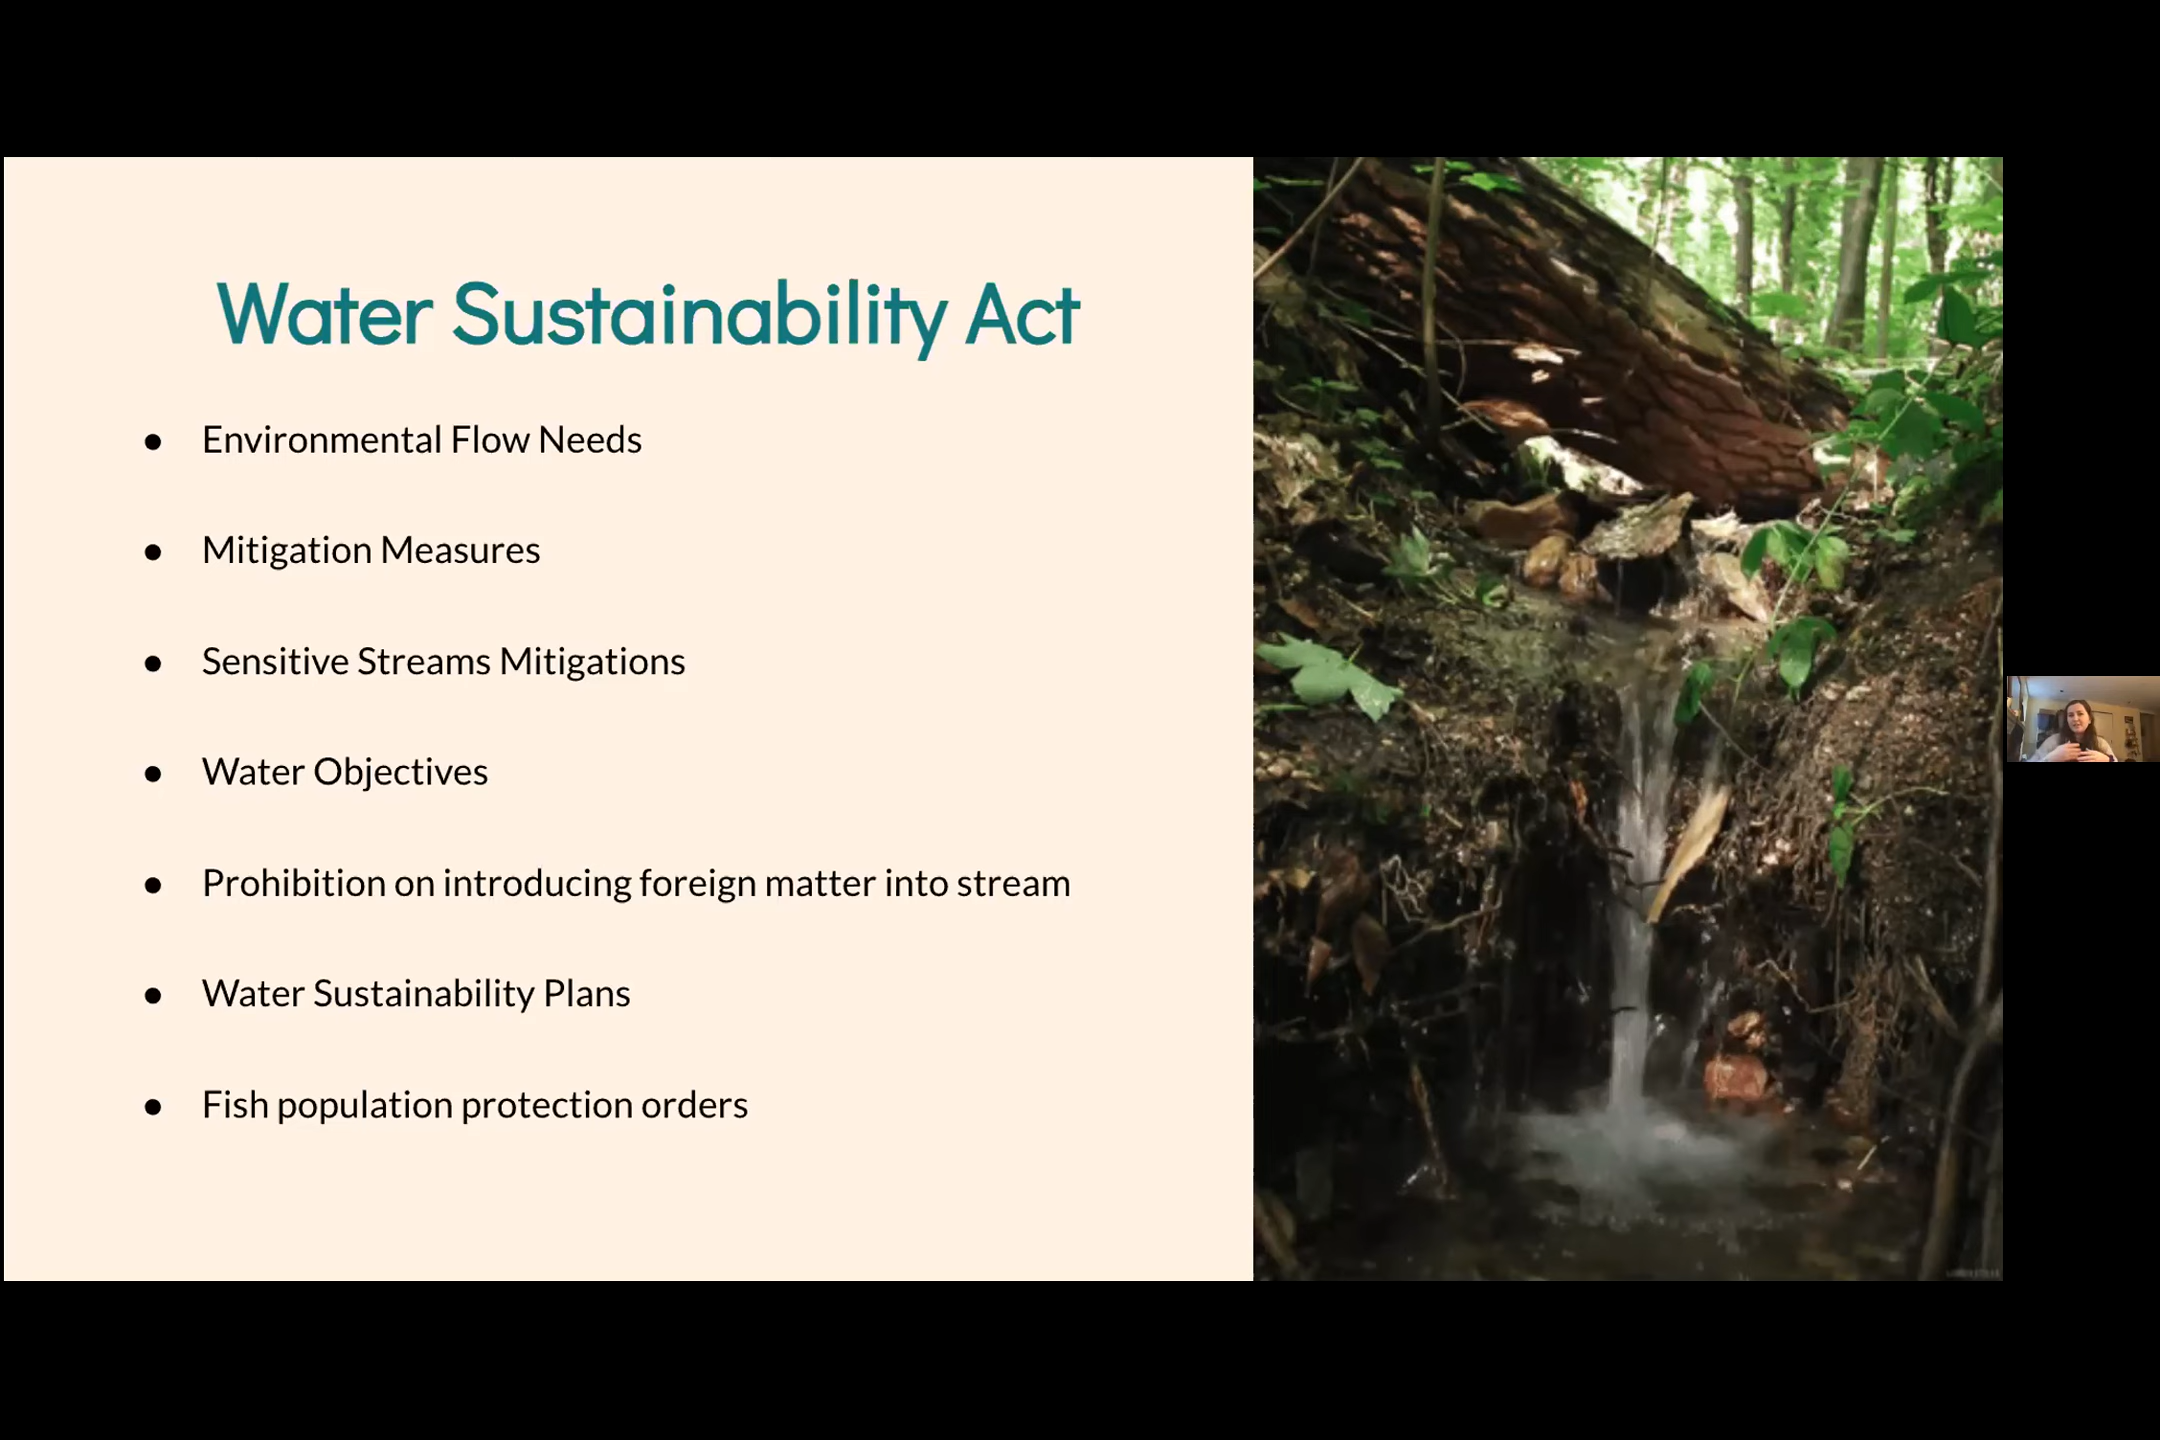 Water Sustainability Act
● Environmental Flow Needs
● Mitigation Measures
● Sensitive Streams Mitigations
● Water Objectives
● Prohibition on introducing foreign matter into stream
● Water Sustainability Plans
● Fish population protection orders